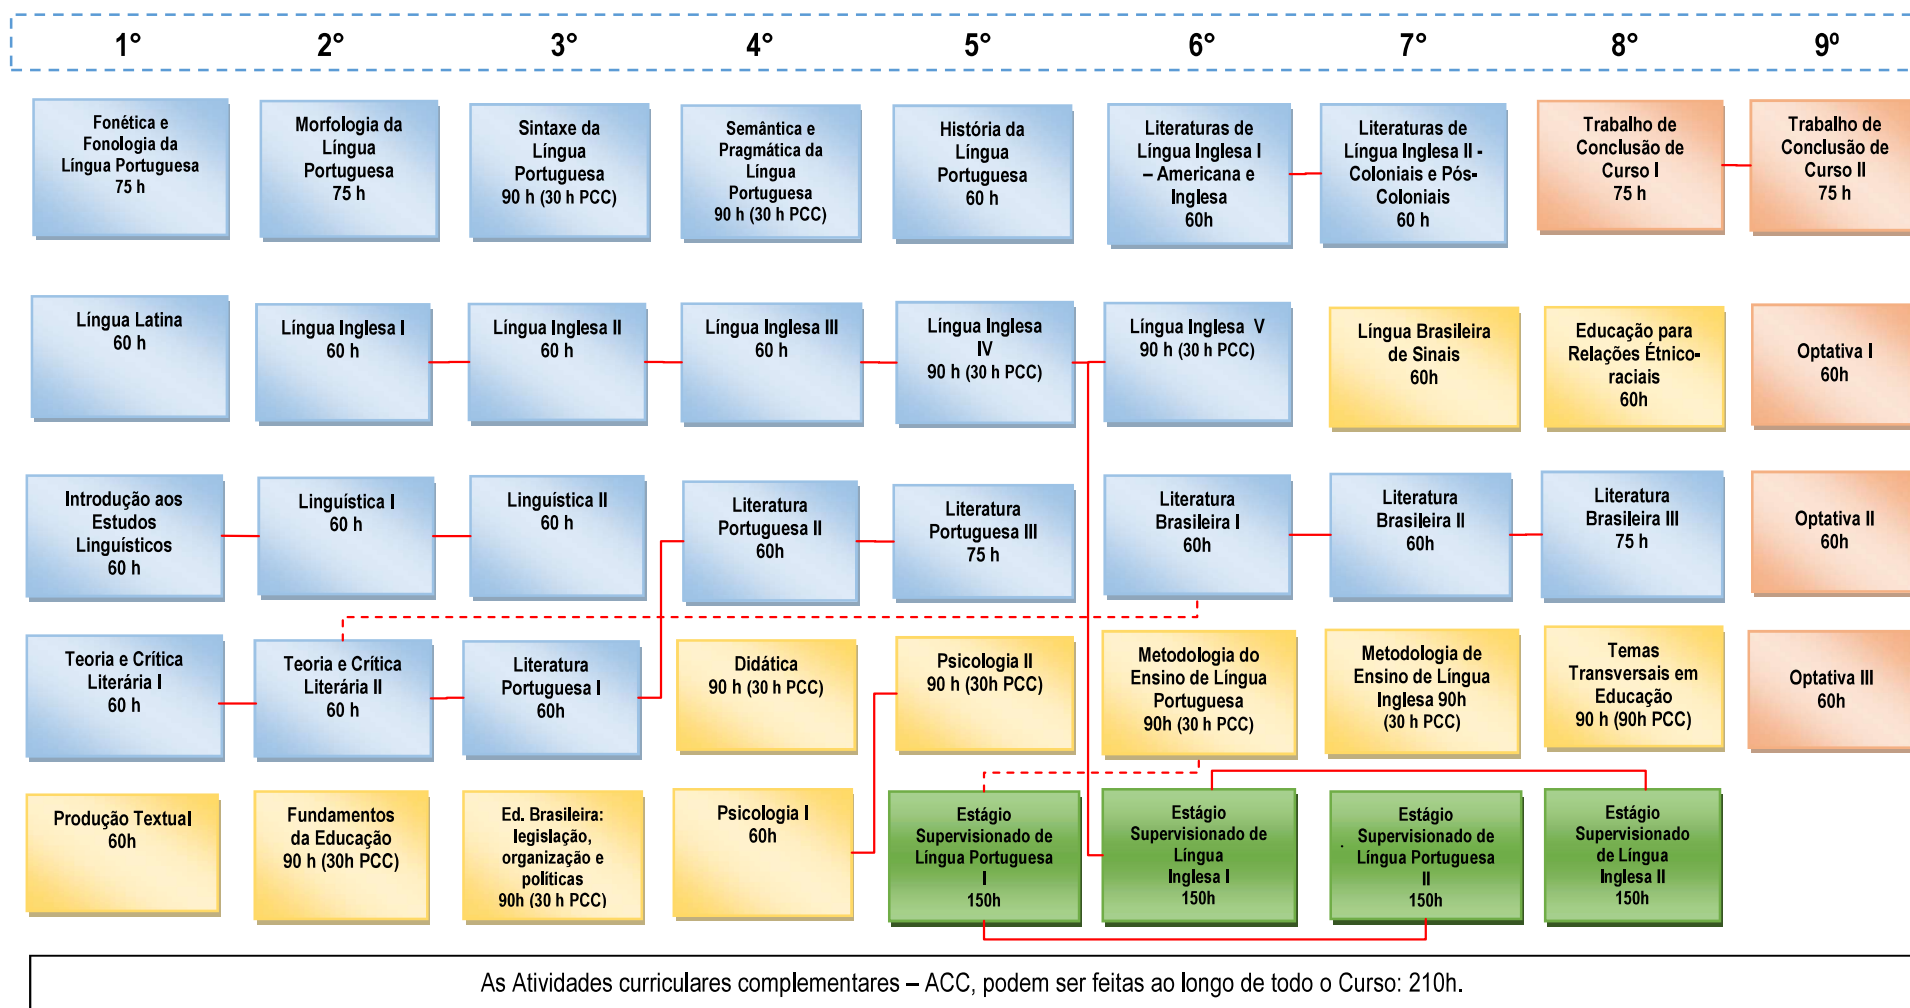 1° 2° 3° 4° 5° 6° 7° 8° 9º
Fonética e
Fonologia da
Língua Portuguesa
75 h
Morfologia da
Língua
Portuguesa
75 h
Sintaxe da
Língua
Portuguesa
90 h (30 h PCC)
Semântica e
Pragmática da
Língua
Portuguesa
90 h (30 h PCC)
História da
Língua
Portuguesa
60 h
Literaturas de
Língua Inglesa I
– Americana e
Inglesa
60h
Literaturas de
Língua Inglesa II -
Coloniais e Pós-
Coloniais
60 h
Trabalho de
Conclusão de
Curso I
75 h
Trabalho de
Conclusão de
Curso II
75 h
Língua Latina
60 h
Língua Inglesa I
60 h
Língua Inglesa II
60 h
Língua Inglesa III
60 h
Língua Inglesa
IV
90 h (30 h PCC)
Língua Inglesa V
90 h (30 h PCC)
Língua Brasileira
de Sinais
60h
Educação para
Relações Étnico-
raciais
60h
Optativa I
60h
Introdução aos
Estudos
Linguísticos
60 h
Linguística I
60 h
Linguística II
60 h
Literatura
Portuguesa II
60h
Literatura
Portuguesa III
75 h
Literatura
Brasileira I
60h
Literatura
Brasileira II
60h
Literatura
Brasileira III
75 h
Optativa II
60h
Teoria e Crítica
Literária I
60 h
Teoria e Crítica
Literária II
60 h
Literatura
Portuguesa I
60h
Didática
90 h (30 h PCC)
Psicologia II
90 h (30h PCC)
Metodologia do
Ensino de Língua
Portuguesa
90h (30 h PCC)
Metodologia de
Ensino de Língua
Inglesa 90h
(30 h PCC)
Temas
Transversais em
Educação
90 h (90h PCC)
Optativa III
60h
Produção Textual
60h
Fundamentos
da Educação
90 h (30h PCC)
Ed. Brasileira:
legislação,
organização e
políticas
90h (30 h PCC)
Psicologia I
60h
Estágio
Supervisionado de
Língua Portuguesa
I
150h
Estágio
Supervisionado de
Língua
Inglesa I
150h
Estágio
Supervisionado de
Língua Portuguesa
II
150h
Estágio
Supervisionado
de Língua
Inglesa II
150h
As Atividades curriculares complementares – ACC, podem ser feitas ao longo de todo o Curso: 210h.